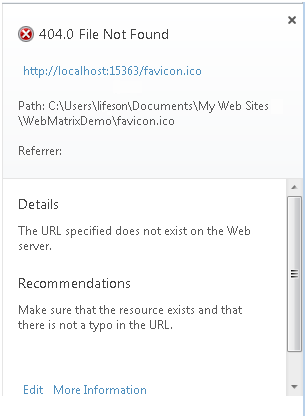 404.0 File Not Found
http://localhost:15363/favicon.ico
Path: C:\Users\lifeson\Documents\My Web Sites
\WebMatrixDemo\favicon.ico
Referrer:
Details
The URL specified does not exist on the Web
server.
Recommendations
Make sure that the resource exists and that
there is not a typo in the URL.
Edit More Information